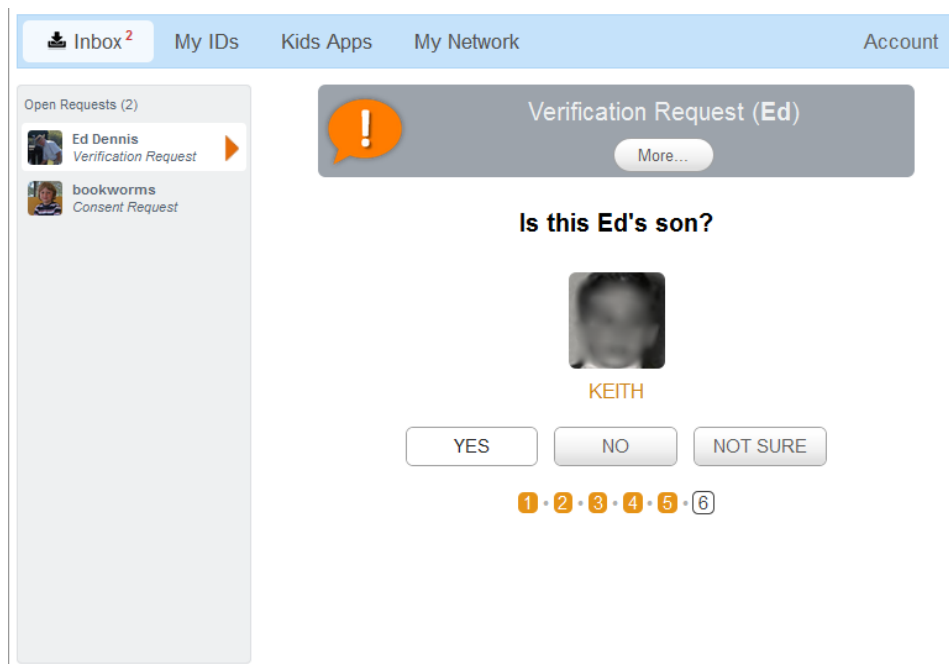 Inbox 2 My IDs Kids Apps My Network Account
Open Requests (2)
Ed Dennis
Verification Request
bookworms
Consent Request
! Verification Request (Ed)
More...
Is this Ed's son?
KEITH
YES NO NOT SURE
1 • 2 • 3 • 4 • 5 • 6